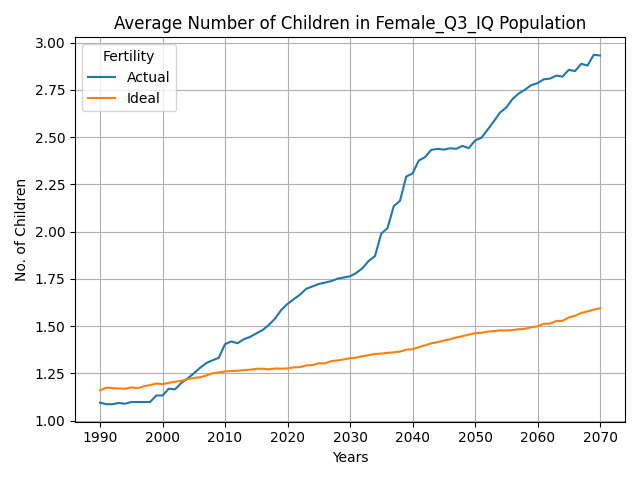 Average Number of Children in Female_Q3_IQ Population
Fertility
Actual
Ideal
No. of Children
3.00
2.75
2.50
2.25
2.00
1.75
1.50
1.25
1.00
1990 2000 2010 2020 2030 2040 2050 2060 2070
Years